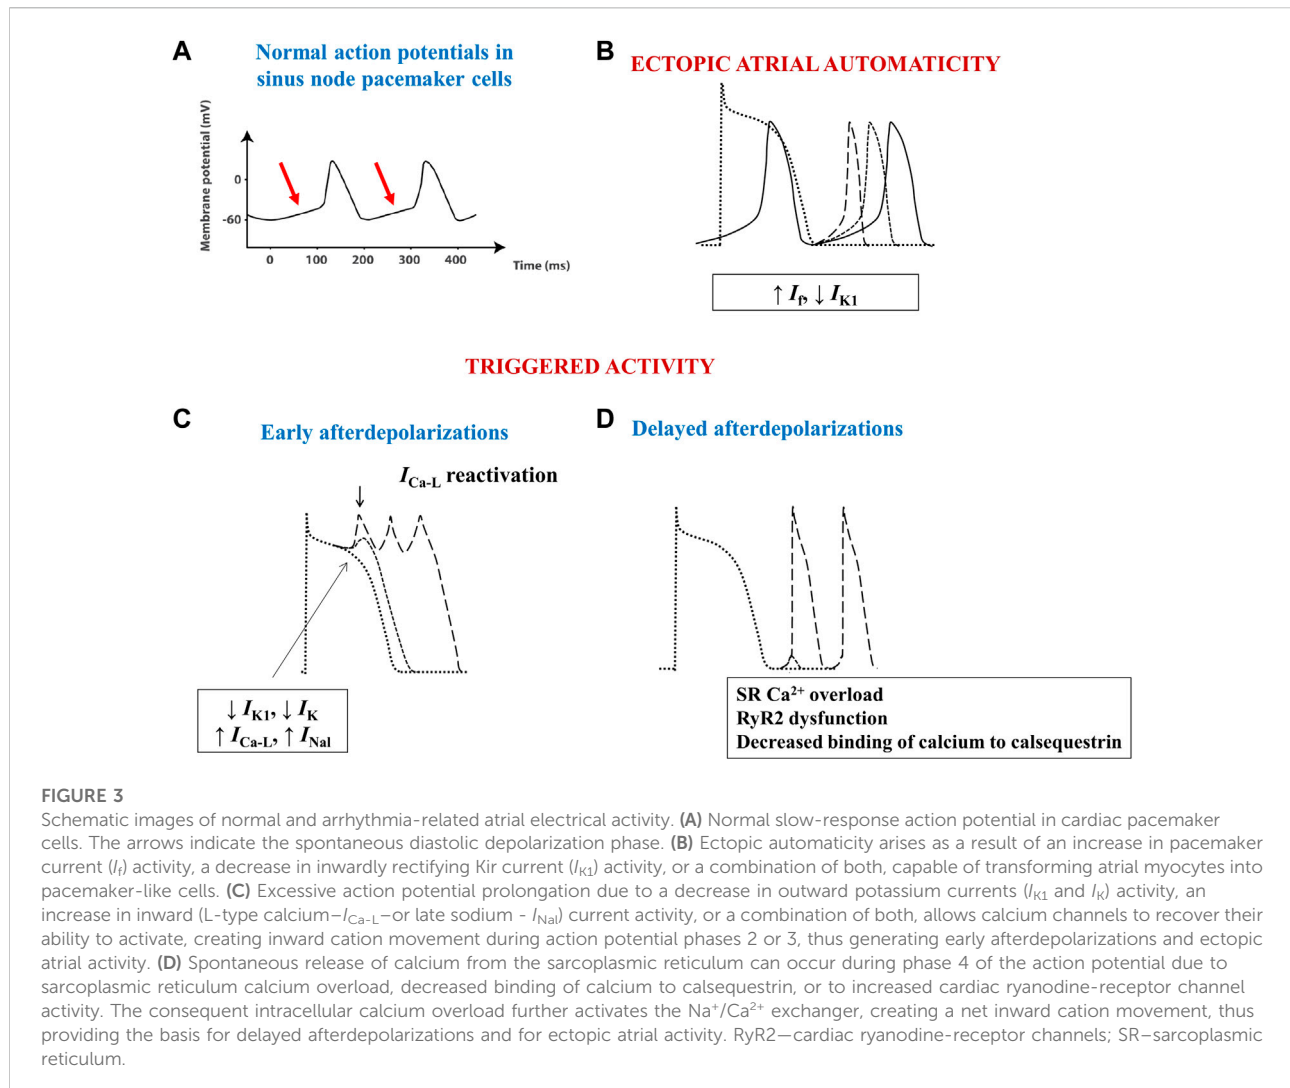 A
Normal action potentials in
sinus node pacemaker cells
Membrane potential (mV)
0
-60
0 100 200 300 400
Time (ms)
B
ECTOPIC ATRIAL AUTOMATICITY
↑ If, ↓ IK1
TRIGGERED ACTIVITY
C
Early afterdepolarizations
ICa-L reactivation
↓ IK1, ↓ IK
↑ ICa-L, ↑ INal
D
Delayed afterdepolarizations
SR Ca²⁺ overload
RyR2 dysfunction
Decreased binding of calcium to calsequestrin
FIGURE 3
Schematic images of normal and arrhythmia-related atrial electrical activity. (A) Normal slow-response action potential in cardiac pacemaker
cells. The arrows indicate the spontaneous diastolic depolarization phase. (B) Ectopic automaticity arises as a result of an increase in pacemaker
current (If) activity, a decrease in inwardly rectifying Kir current (IK1) activity, or a combination of both, capable of transforming atrial myocytes into
pacemaker-like cells. (C) Excessive action potential prolongation due to a decrease in outward potassium currents (IK1 and IK) activity, an
increase in inward (L-type calcium–ICa-L–or late sodium - INal) current activity, or a combination of both, allows calcium channels to recover their
ability to activate, creating inward cation movement during action potential phases 2 or 3, thus generating early afterdepolarizations and ectopic
atrial activity. (D) Spontaneous release of calcium from the sarcoplasmic reticulum can occur during phase 4 of the action potential due to
sarcoplasmic reticulum calcium overload, decreased binding of calcium to calsequestrin, or to increased cardiac ryanodine-receptor channel
activity. The consequent intracellular calcium overload further activates the Na⁺/Ca²⁺ exchanger, creating a net inward cation movement, thus
providing the basis for delayed afterdepolarizations and for ectopic atrial activity. RyR2—cardiac ryanodine-receptor channels; SR–sarcoplasmic
reticulum.